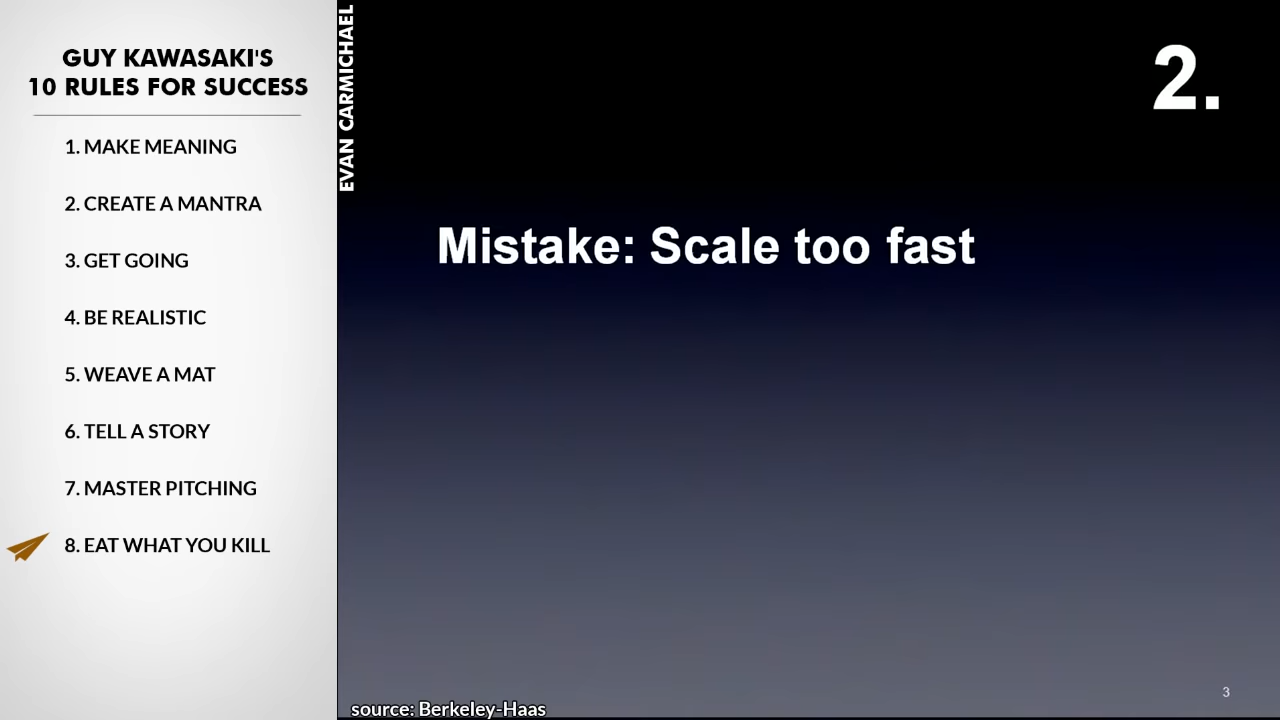 GUY KAWASAKI'S
10 RULES FOR SUCCESS
1. MAKE MEANING
2. CREATE A MANTRA
3. GET GOING
4. BE REALISTIC
5. WEAVE A MAT
6. TELL A STORY
7. MASTER PITCHING
8. EAT WHAT YOU KILL
EVAN CARMICHAEL
2.
Mistake: Scale too fast
3
source: Berkeley-Haas